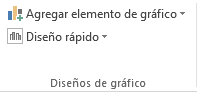 Agregar elemento de gráfico
Diseño rápido
Diseños de gráfico